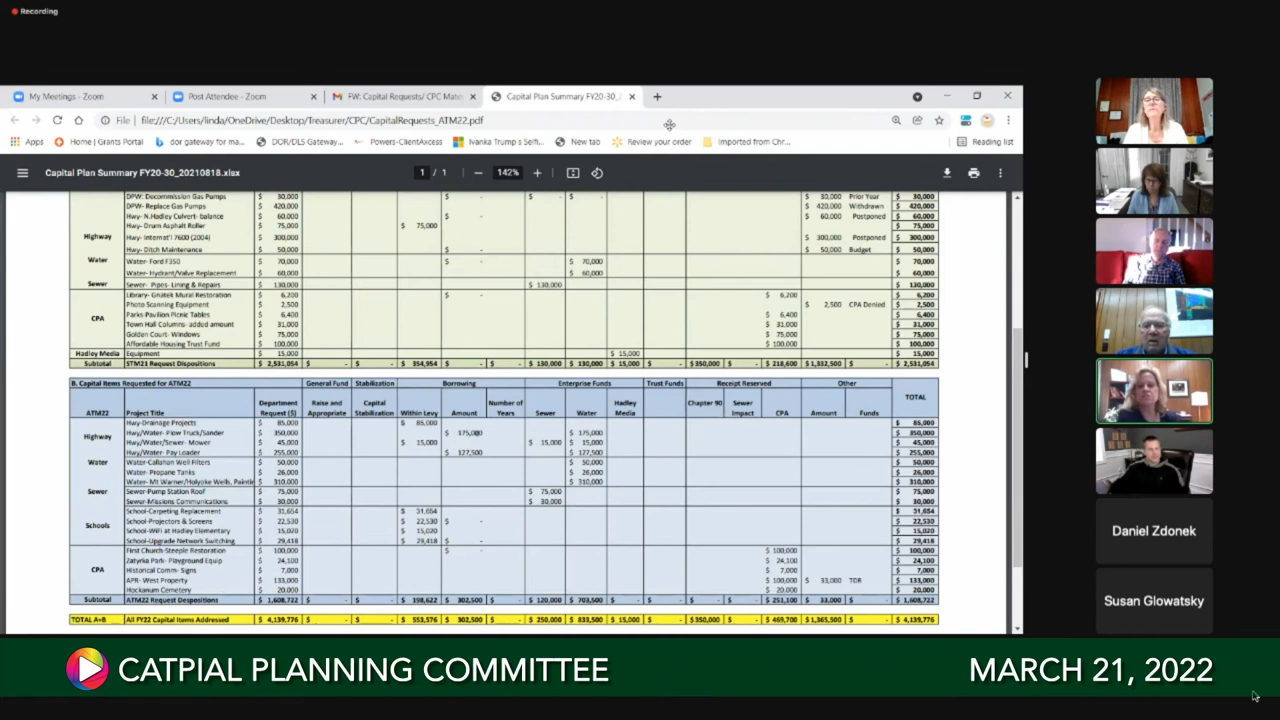 Recording
My Meetings - Zoom
Post Attendee - Zoom
FW: Capital Requests/ CPC Mate
Capital Plan Summary FY20-30_
File file:///C:/Users/linda/OneDrive/Desktop/Treasurer/CPC/CapitalRequests_ATM22.pdf
Apps Home | Grants Portal dor gateway for ma... DOR/DLS Gateway... Powers-ClientAxcess Ivanka Trump's Selfi... New tab Review your order Imported from Chr... Reading list
Capital Plan Summary FY20-30_20210818.xlsx 1 / 1 142%
DPW: Decommission Gas Pumps $ 30,000 $ - $ - $ - $ 30,000 Prior Year $ 30,000
DPW- Replace Gas Pumps $ 420,000 $ 420,000 Withdrawn $ 420,000
Hwy- N.Hadley Culvert- balance $ 60,000 $ - $ 60,000 Postponed $ 60,000
Hwy- Drum Asphalt Roller $ 75,000 $ 75,000 $ 75,000
Highway Hwy- Internat'l 7600 (2004) $ 300,000 $ 300,000 Postponed $ 300,000
Hwy- Ditch Maintenance $ 50,000 $ - $ 50,000 Budget $ 50,000
Water Water- Ford F350 $ 70,000 $ - $ 70,000 $ 70,000
Water- Hydrant/Valve Replacement $ 60,000 $ 60,000 $ 60,000
Sewer Sewer- Pipes- Lining & Repairs $ 130,000 $ 130,000 $ 130,000
Library- Gnatek Mural Restoration $ 6,200 $ - $ 6,200 $ 6,200
Photo Scanning Equipment $ 2,500 $ 2,500 CPA Denied $ 2,500
Parks-Pavilion Picnic Tables $ 6,400 $ 6,400 $ 6,400
CPA Town Hall Columns- added amount $ 31,000 $ 31,000 $ 31,000
Golden Court- Windows $ 75,000 $ 75,000 $ 75,000
Affordable Housing Trust Fund $ 100,000 $ 100,000 $ 100,000
Hadley Media Equipment $ 15,000 $ 15,000 $ 15,000
Subtotal STM21 Request Dispositions $ 2,531,054 $ - $ - $ 354,954 $ - $ - $ 130,000 $ 130,000 $ 15,000 $ - $350,000 $ - $ 218,600 $ 1,332,500 $ - $ 2,531,054
B. Capital Items Requested for ATM22 General Fund Stabilization Borrowing Enterprise Funds Trust Funds Receipt Reserved Other TOTAL
ATM22 Project Title Department Request ($) Raise and Appropriate Capital Stabilization Within Levy Amount Number of Years Sewer Water Hadley Media Chapter 90 Sewer Impact CPA Amount Funds
Hwy-Drainage Projects $ 85,000 $ 85,000 $ 85,000
Highway Hwy/Water- Plow Truck/Sander $ 350,000 $ 175,000 $ 175,000 $ 350,000
Hwy/Water/Sewer- Mower $ 45,000 $ 15,000 $ 15,000 $ 15,000 $ 45,000
Hwy/Water- Pay Loader $ 255,000 $ 127,500 $ 127,500 $ 255,000
Water Water-Callahan Well Filters $ 50,000 $ 50,000 $ 50,000
Water- Propane Tanks $ 26,000 $ 26,000 $ 26,000
Water- Mt Warner/Holyoke Wells, Paintin $ 310,000 $ 310,000 $ 310,000
Sewer Sewer-Pump Station Roof $ 75,000 $ 75,000 $ 75,000
Sewer-Missions Communications $ 30,000 $ 30,000 $ 30,000
School-Carpeting Replacement $ 31,654 $ 31,654 $ 31,654
Schools School-Projectors & Screens $ 22,530 $ 22,530 $ - $ 22,530
School-WiFi at Hadley Elementary $ 15,020 $ 15,020 $ 15,020
School-Upgrade Network Switching $ 29,418 $ 29,418 $ - $ 29,418
First Church-Steeple Restoration $ 100,000 $ - $ 100,000 $ 100,000
Zatyrka Park- Playground Equip $ 24,100 $ 24,100 $ 24,100
CPA Historical Comm- Signs $ 7,000 $ 7,000 $ 7,000
APR- West Property $ 133,000 $ 100,000 $ 33,000 TDR $ 133,000
Hockanum Cemetery $ 20,000 $ 20,000 $ 20,000
Subtotal ATM22 Request Despositions $ 1,608,722 $ - $ - $ 198,622 $ 302,500 $ - $ 120,000 $ 703,500 $ - $ - $ - $ - $ 251,100 $ 33,000 $ - $ 1,608,722
TOTAL A+B All FY22 Capital Items Addressed $ 4,139,776 $ - $ - $ 553,576 $ 302,500 $ - $ 250,000 $ 833,500 $ 15,000 $ - $350,000 $ - $ 469,700 $ 1,365,500 $ - $ 4,139,776
Daniel Zdonek
Susan Glowatsky
CATPIAL PLANNING COMMITTEE
MARCH 21, 2022